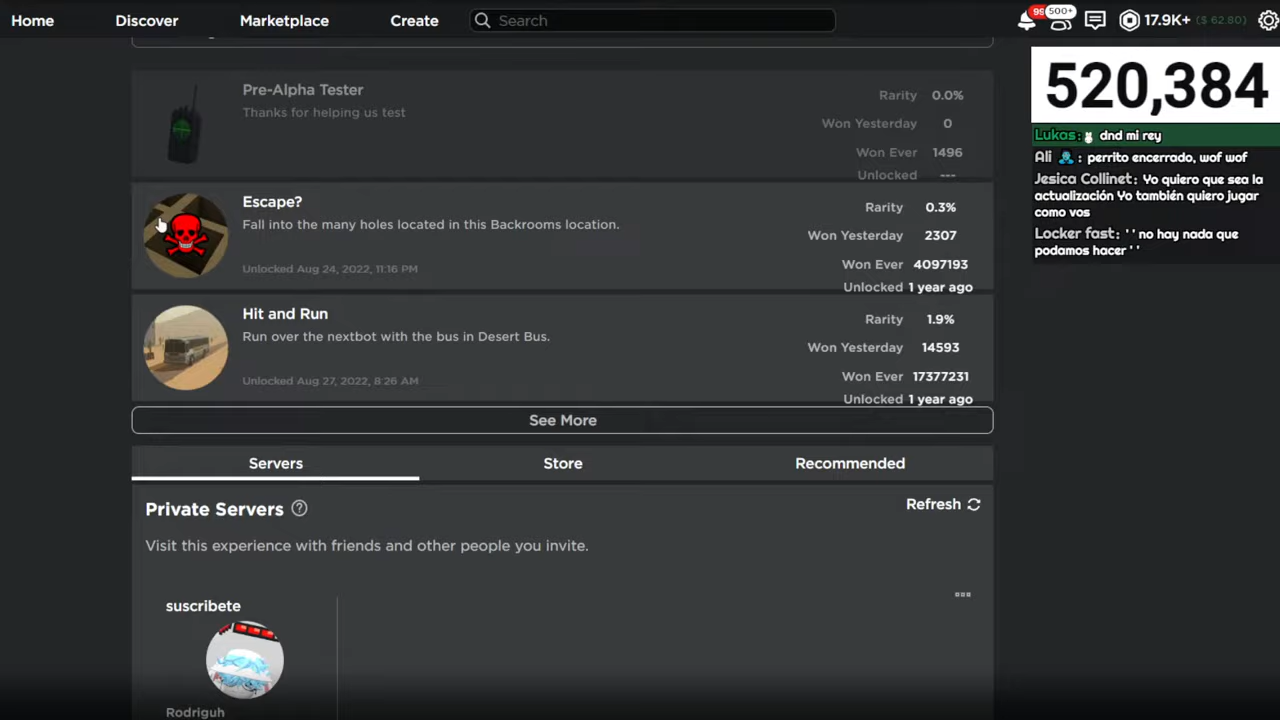 Home
Discover
Marketplace
Create
Search
99
500+
17.9K+ ($ 62.80)
520,384
Pre-Alpha Tester
Thanks for helping us test
Rarity 0.0%
Won Yesterday 0
Won Ever 1496
Unlocked ---
Escape?
Fall into the many holes located in this Backrooms location.
Unlocked Aug 24, 2022, 11:16 PM
Rarity 0.3%
Won Yesterday 2307
Won Ever 4097193
Unlocked 1 year ago
Hit and Run
Run over the nextbot with the bus in Desert Bus.
Unlocked Aug 27, 2022, 8:26 AM
Rarity 1.9%
Won Yesterday 14593
Won Ever 17377231
Unlocked 1 year ago
See More
Servers
Store
Recommended
Private Servers
Refresh
Visit this experience with friends and other people you invite.
suscribete
Rodriguh
Lukas: dnd mi rey
Ali : perrito encerrado, wof wof
Jesica Collinet: Yo quiero que sea la
actualización Yo también quiero jugar
como vos
Locker fast: ''no hay nada que
podamos hacer''